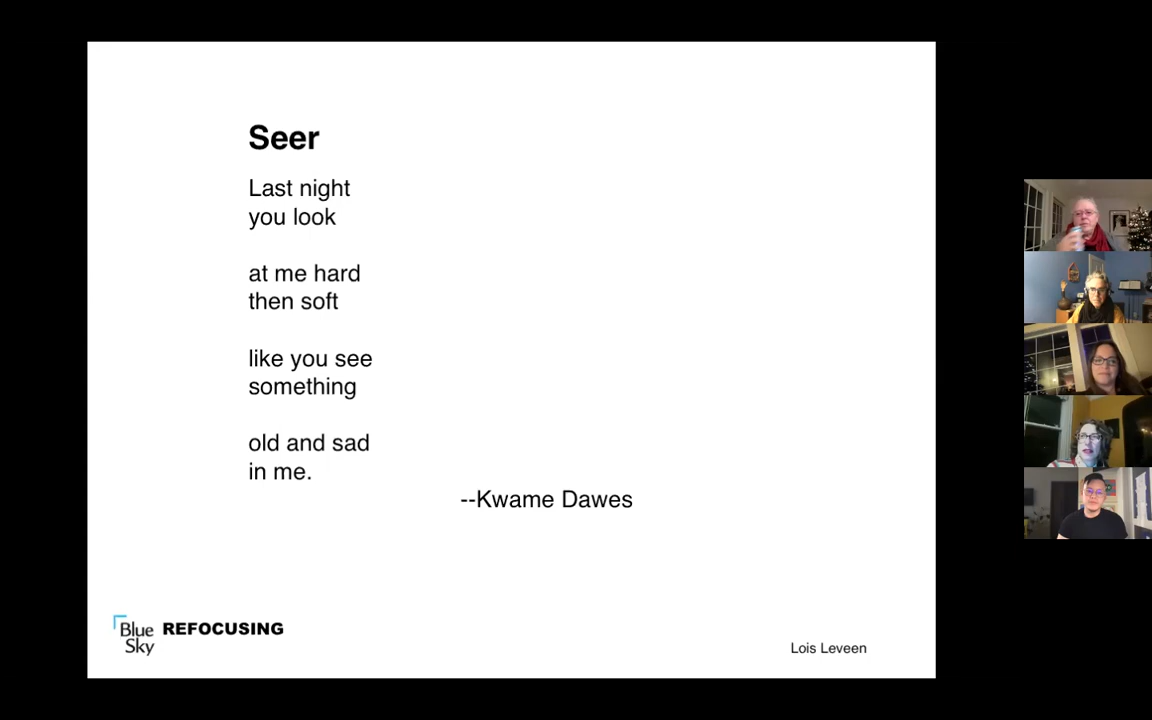 Seer
Last night
you look
at me hard
then soft
like you see
something
old and sad
in me.
--Kwame Dawes
Blue
Sky
REFOCUSING
Lois Leveen